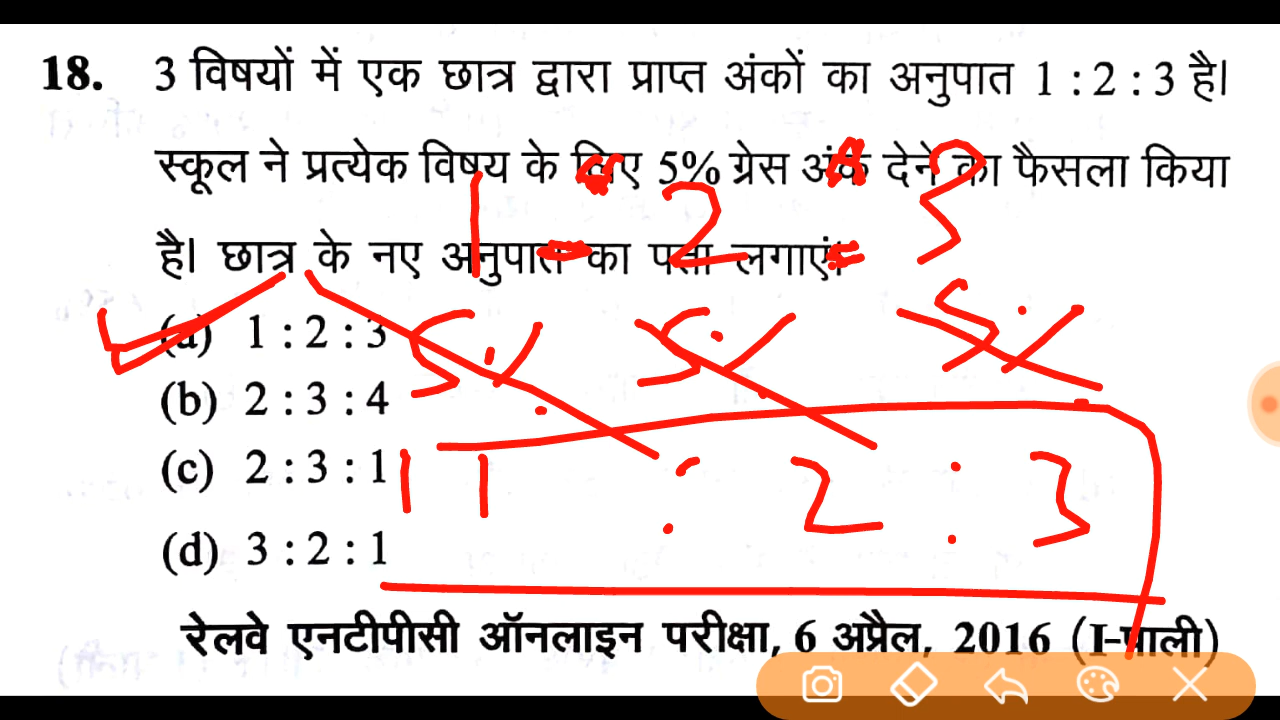 18. 3 विषयों में एक छात्र द्वारा प्राप्त अंकों का अनुपात 1 : 2 : 3 है।
स्कूल ने प्रत्येक विषय के लिए 5% ग्रेस अंक देने का फैसला किया
है। छात्र के नए अनुपात का पता लगाएं।
1 : 2 : 3
5% 5% 5%
(a) 1 : 2 : 3
(b) 2 : 3 : 4
(c) 2 : 3 : 1
1 : 2 : 3
(d) 3 : 2 : 1
रेलवे एनटीपीसी ऑनलाइन परीक्षा, 6 अप्रैल, 2016 (I-पाली)